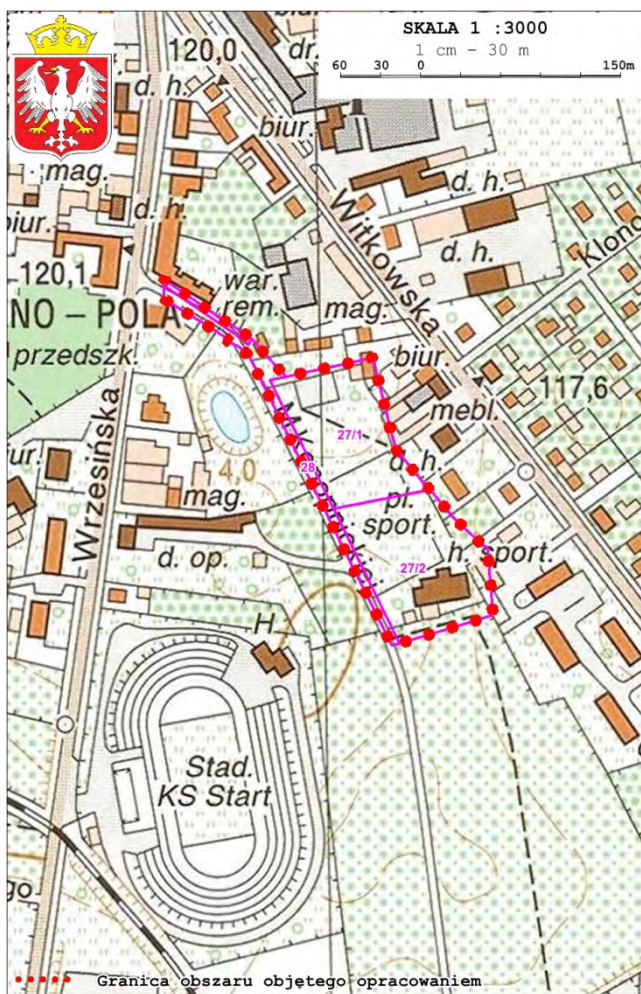 SKALA 1 :3000
1 cm - 30 m
60 30 0 150m
120,0
dr.
d. h.
biur.
mag.
d. h.
d. h.
biur.
Witkowska
d. h.
120,1
war.
rem.
mag.
NO – POLA
przedszk.
biur.
117,6
mebl.
27/1
d. h.
28
4,0
Wrzesińska
mag.
pl.
sport.
h. sport.
d. op.
27/2
H
Stad.
KS Start
go
Granica obszaru objętego opracowaniem